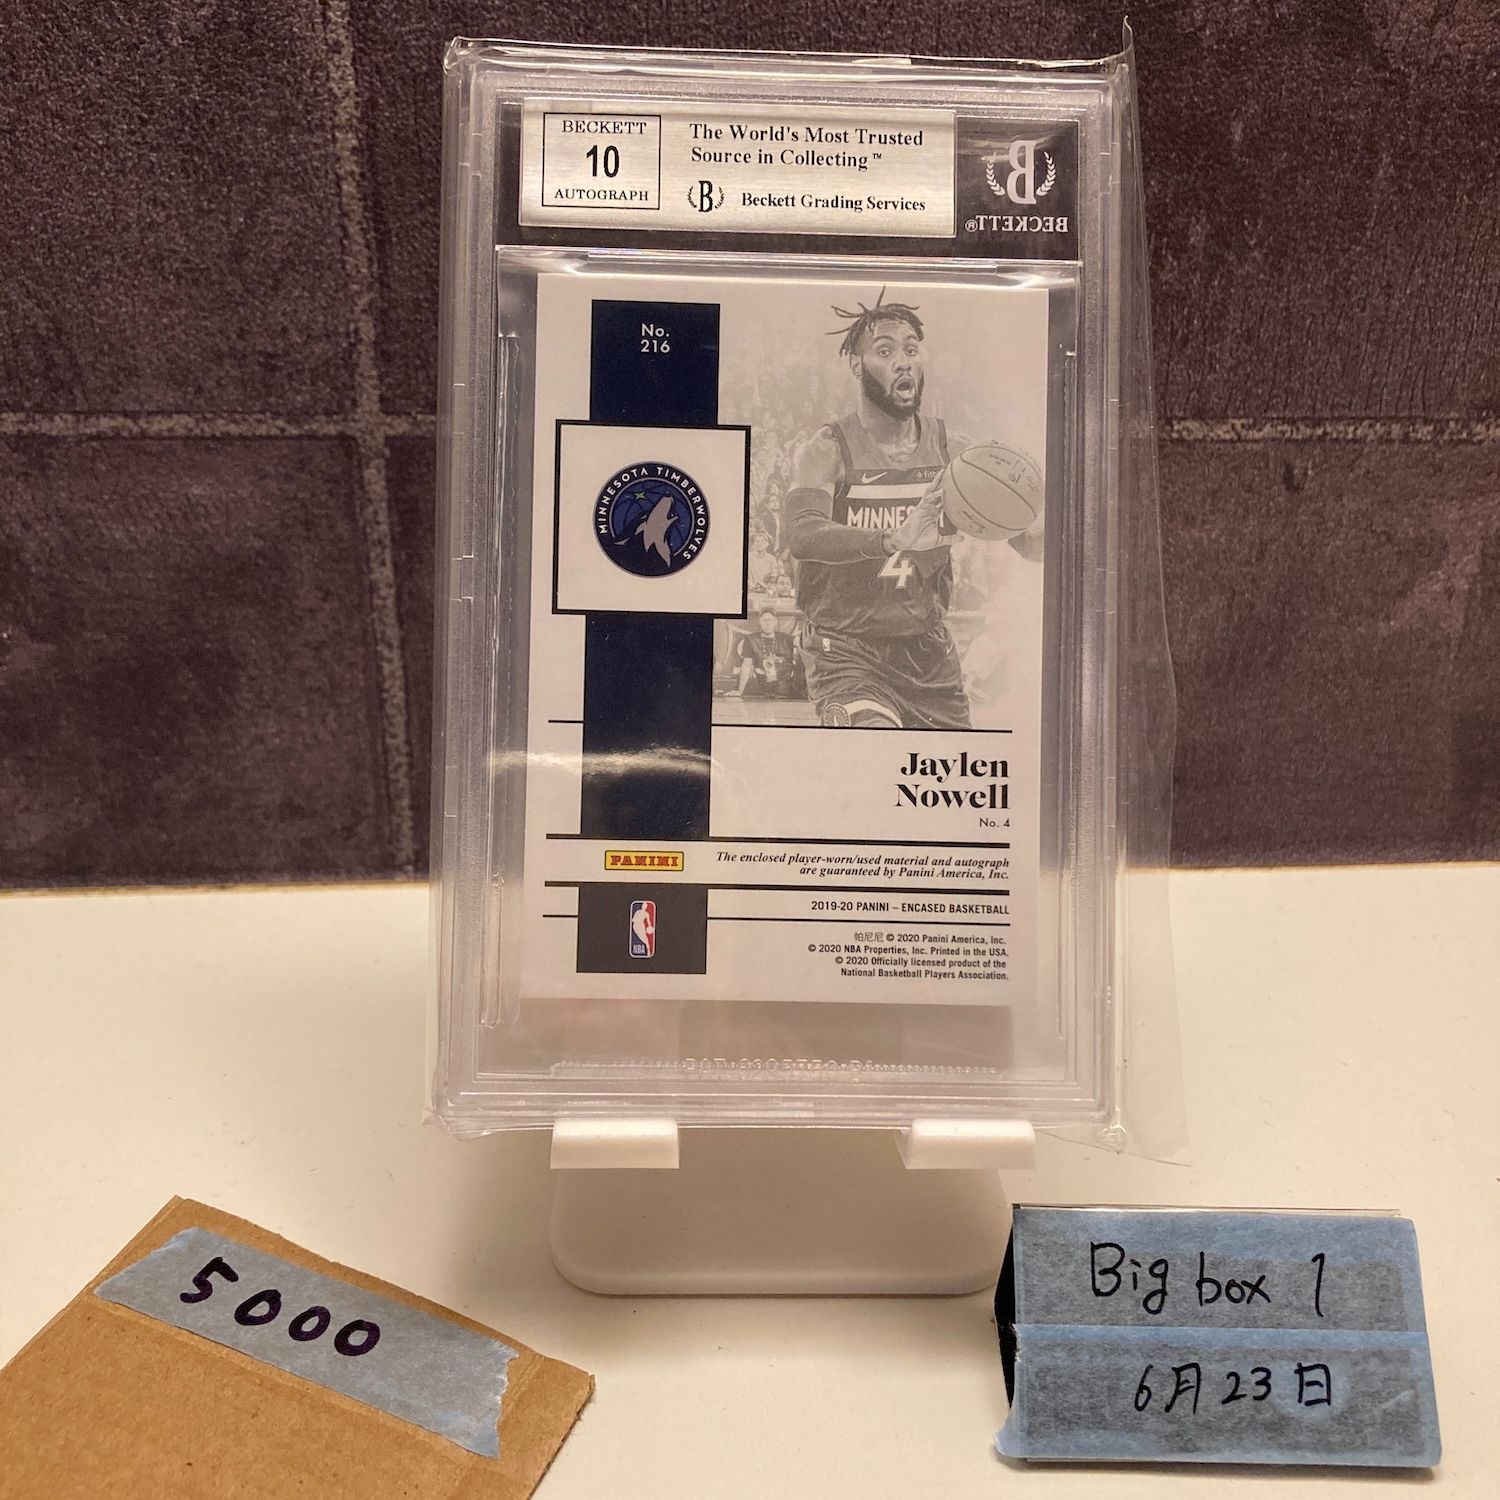 BECKETT
10
AUTOGRAPH
The World's Most Trusted
Source in Collecting™
B
Beckett Grading Services
B
BECKETT®
No.
216
MINNESOTA TIMBERWOLVES
fitb
MINNES
4
Jaylen
Nowell
No. 4
PANINI
The enclosed player-worn/used material and autograph
are guaranteed by Panini America, Inc.
2019-20 PANINI – ENCASED BASKETBALL
NBA
帕尼尼 © 2020 Panini America, Inc.
© 2020 NBA Properties, Inc. Printed in the USA.
© 2020 Officially licensed product of the
National Basketball Players Association.
5000
Big box 1
6月23日